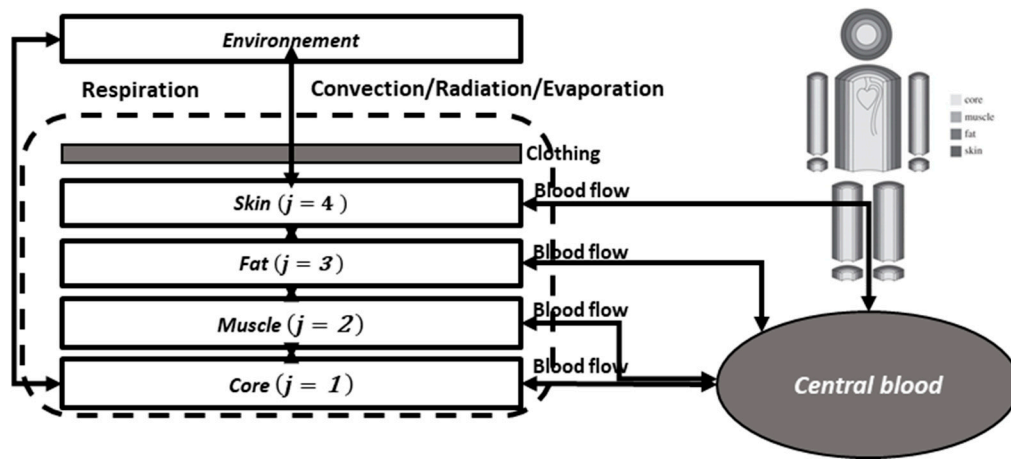 Environnement
Respiration
Convection/Radiation/Evaporation
Clothing
Blood flow
Skin (j = 4 )
Blood flow
Fat (j = 3 )
Blood flow
Muscle (j = 2)
Blood flow
Core (j = 1)
Central blood
core
muscle
fat
skin